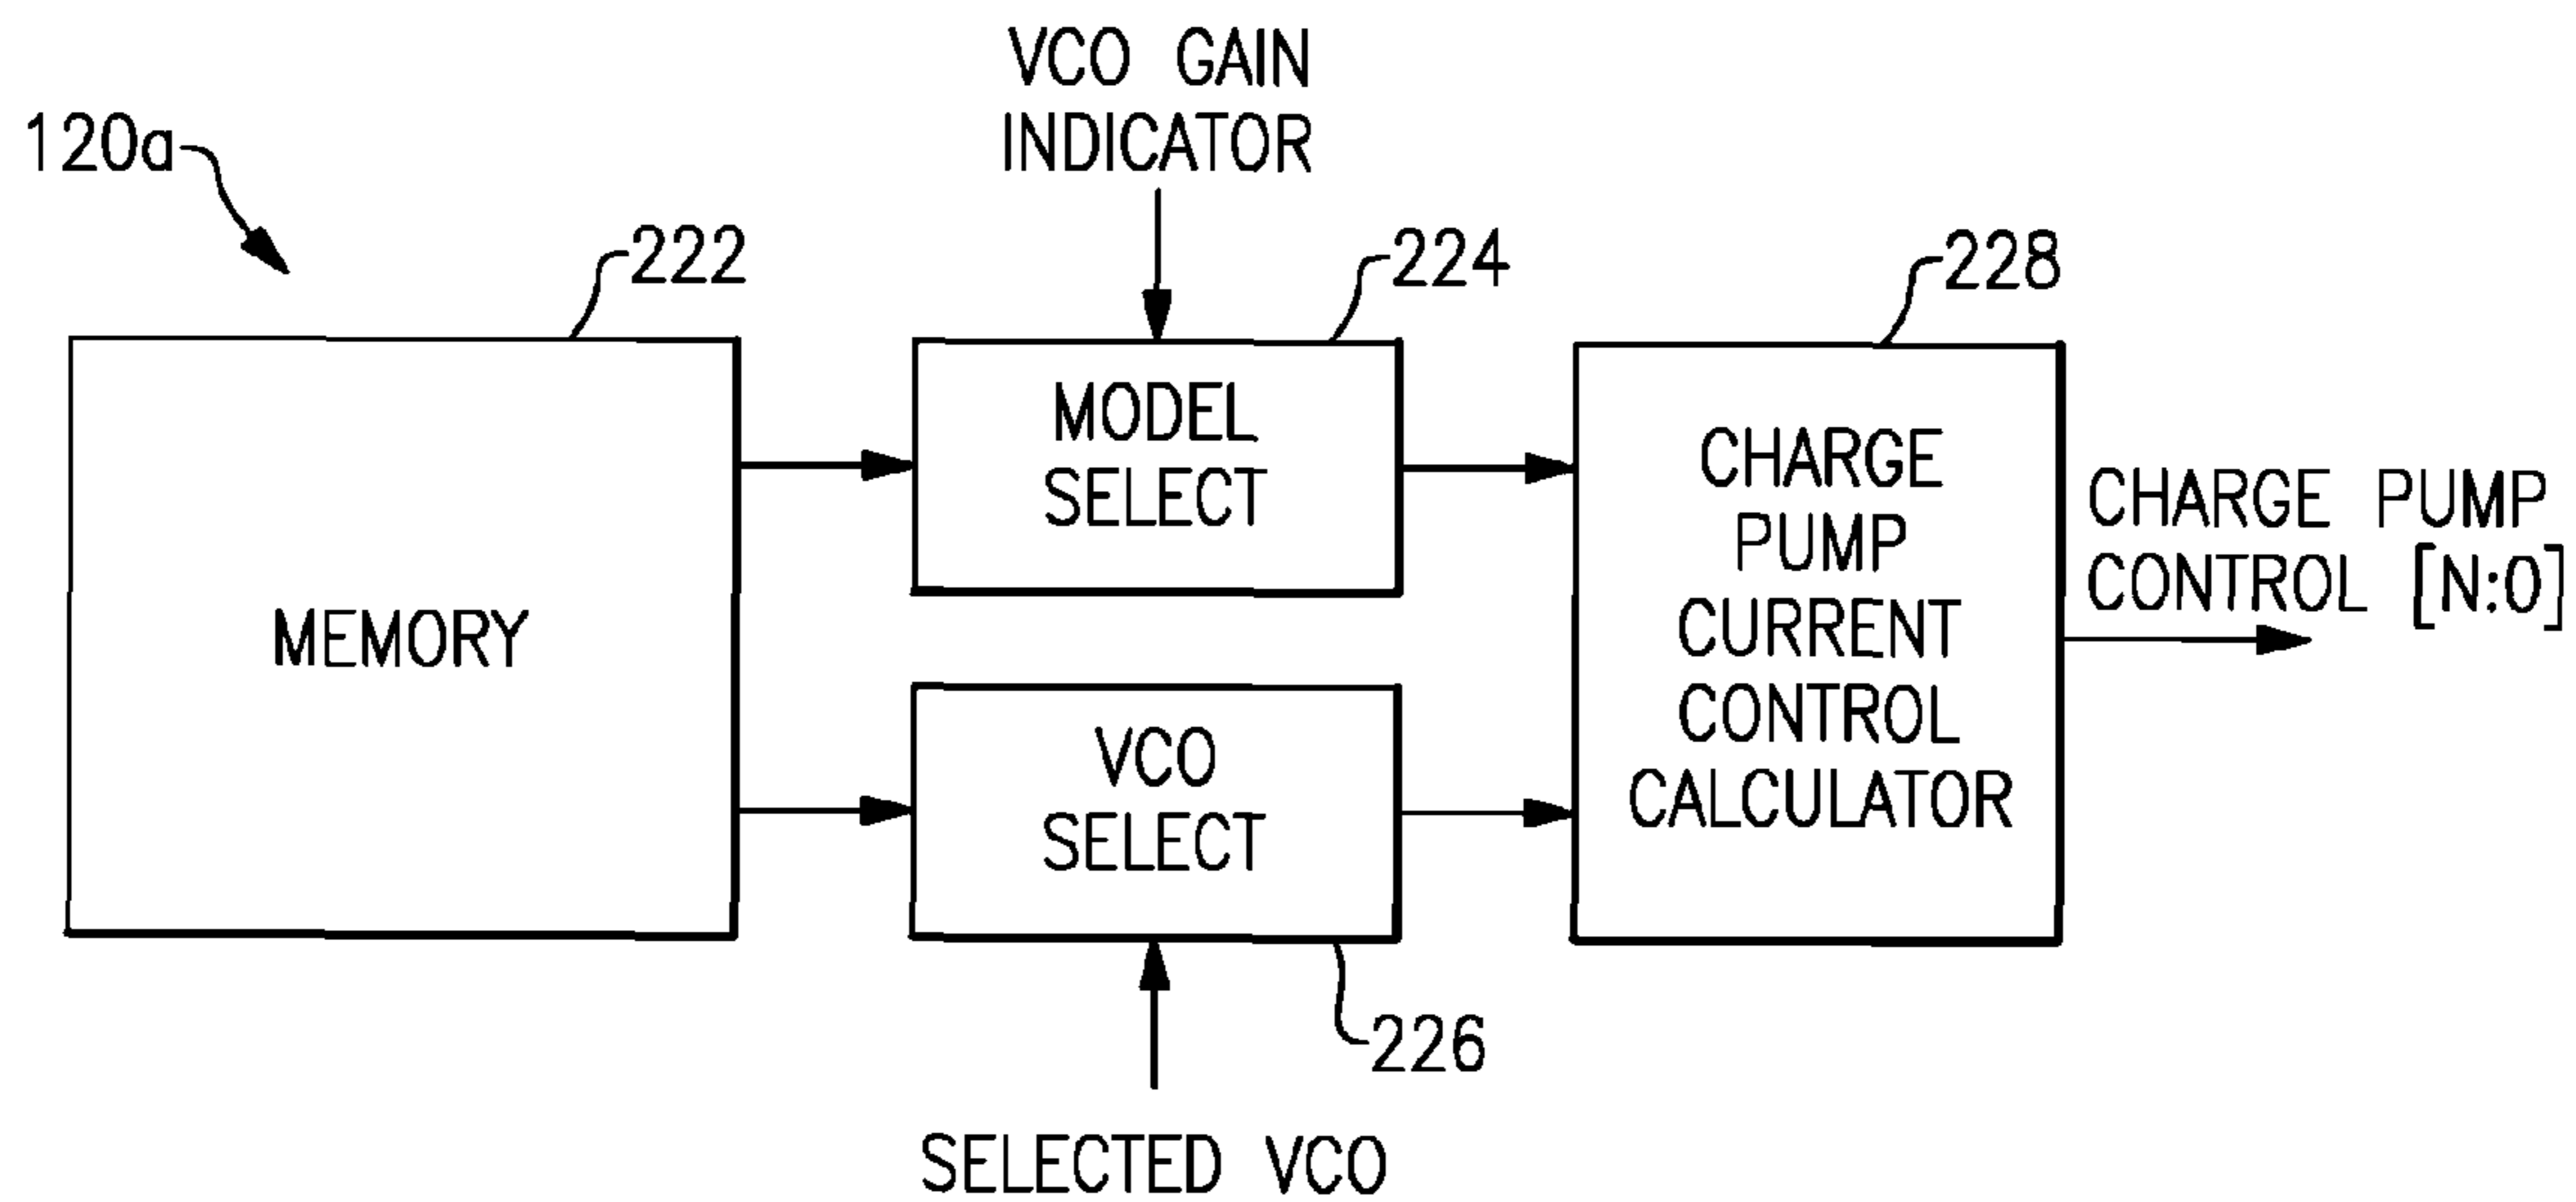 VCO GAIN
INDICATOR
120a
222
224
228
MEMORY
MODEL
SELECT
VCO
SELECT
CHARGE
PUMP
CURRENT
CONTROL
CALCULATOR
CHARGE PUMP
CONTROL [N:0]
226
SELECTED VCO